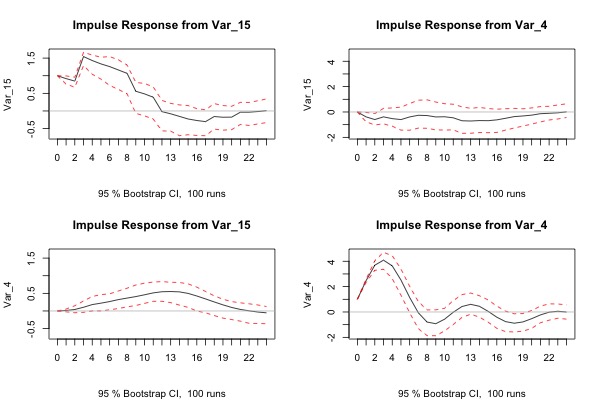 Impulse Response from Var_15
Var_15
1.5
0.5
-0.5
0 2 4 6 8 10 13 16 19 22
95 % Bootstrap CI, 100 runs
Impulse Response from Var_4
Var_15
4
2
0
-2
0 2 4 6 8 10 13 16 19 22
95 % Bootstrap CI, 100 runs
Impulse Response from Var_15
Var_4
1.5
0.5
-0.5
0 2 4 6 8 10 13 16 19 22
95 % Bootstrap CI, 100 runs
Impulse Response from Var_4
Var_4
4
2
0
-2
0 2 4 6 8 10 13 16 19 22
95 % Bootstrap CI, 100 runs